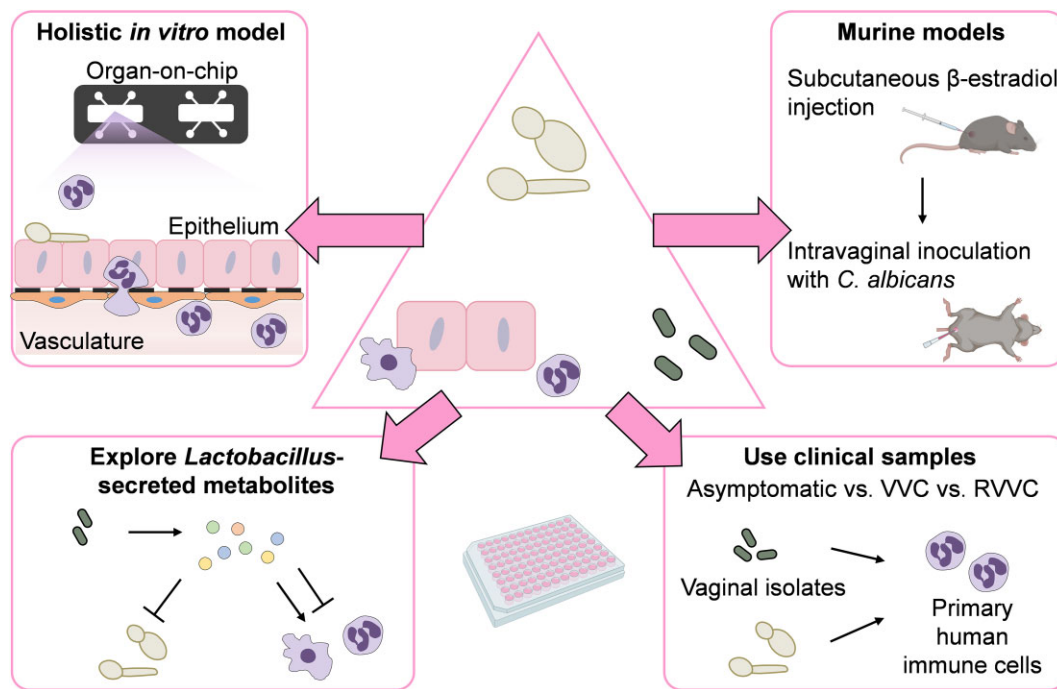 Holistic in vitro model
Organ-on-chip
Epithelium
Vasculature
Murine models
Subcutaneous β-estradiol
injection
Intravaginal inoculation
with C. albicans
Explore Lactobacillus-
secreted metabolites
Use clinical samples
Asymptomatic vs. VVC vs. RVVC
Vaginal isolates
Primary
human
immune cells